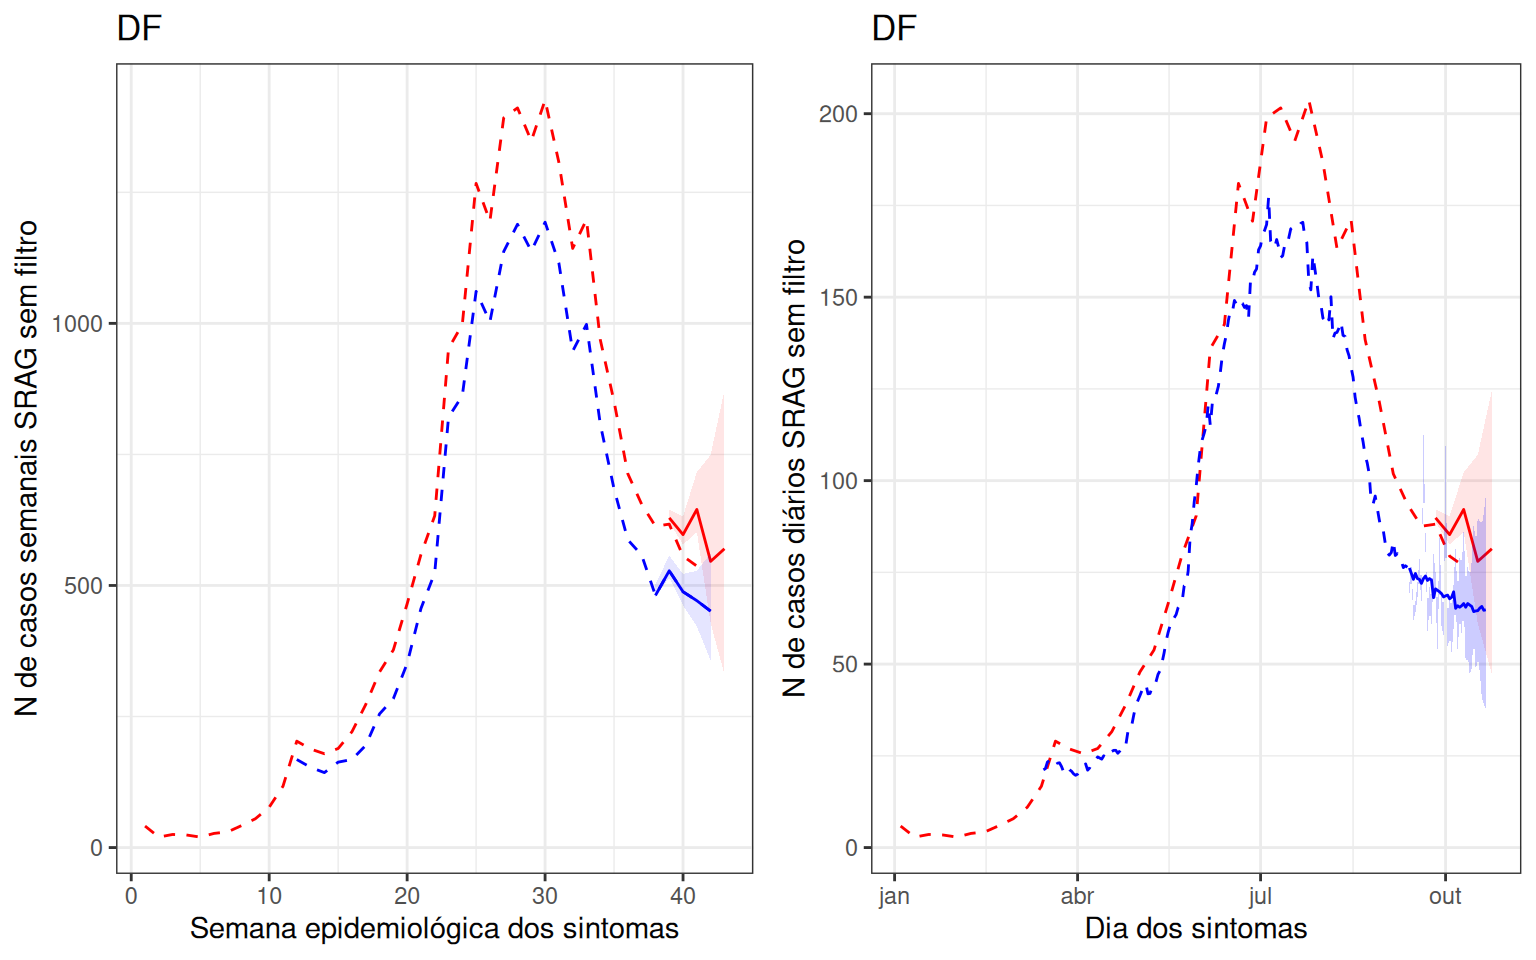 DF
N de casos semanais SRAG sem filtro
1000
500
0
0 10 20 30 40
Semana epidemiológica dos sintomas
DF
N de casos diários SRAG sem filtro
200
150
100
50
0
jan abr jul out
Dia dos sintomas